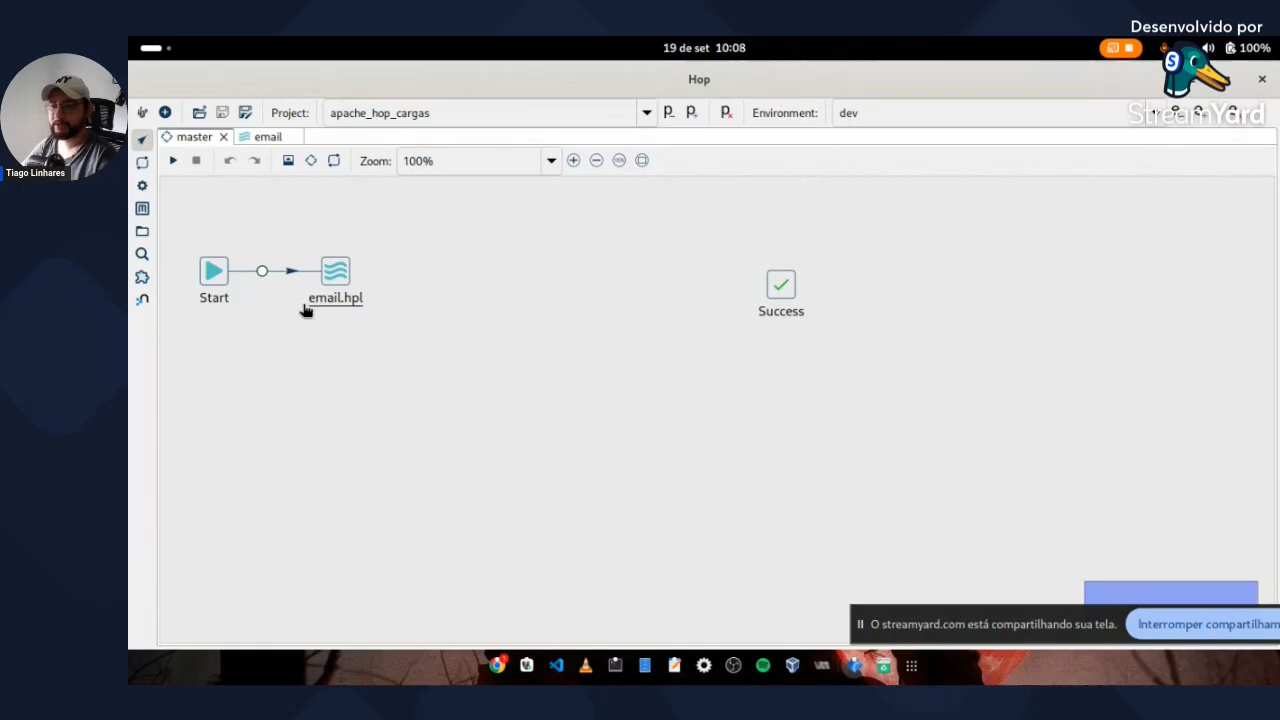 Desenvolvido por
StreamYard
Tiago Linhares
19 de set 10:08
100%
Hop
Project:
apache_hop_cargas
Environment:
dev
master
email
Zoom:
100%
Start
email.hpl
Success
O streamyard.com está compartilhando sua tela.
Interromper compartilham